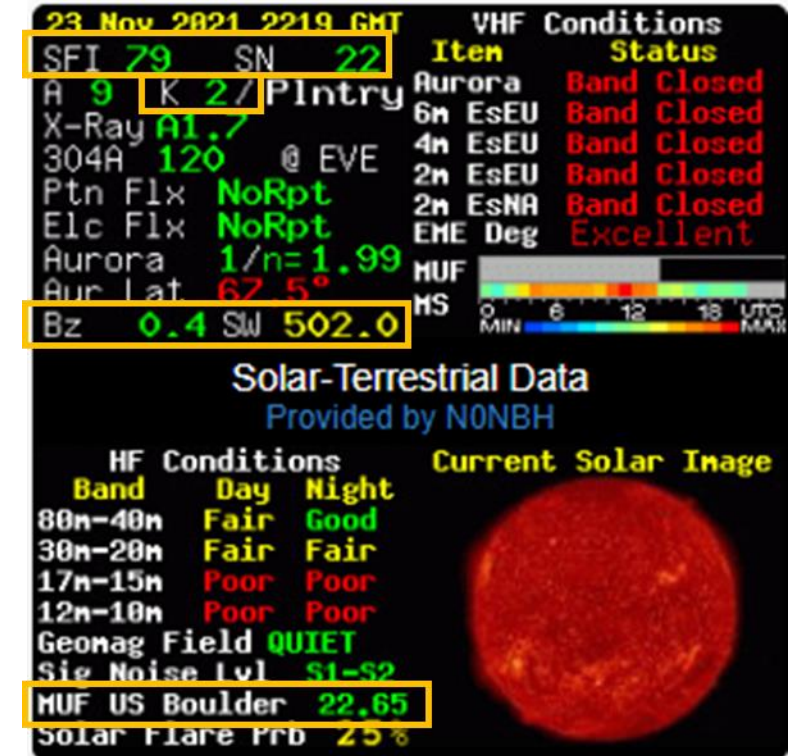 23 Nov 2021 2219 GMT
SFI 79 SN 22
A 9 K 2/Plntry
X-Ray A1.7
304A 120 @ EVE
Ptn Flx NoRpt
Elc Flx NoRpt
Aurora 1/n=1.99
Aur Lat 67.5°
Bz 0.4 SW 502.0
VHF Conditions
Item Status
Aurora Band Closed
6m EsEU Band Closed
4m EsEU Band Closed
2m EsEU Band Closed
2m EsNA Band Closed
EME Deg Excellent
MUF
MS 0 6 12 18 UTC
MIN MAX
Solar-Terrestrial Data
Provided by N0NBH
HF Conditions
Band Day Night
80m-40m Fair Good
30m-20m Fair Fair
17m-15m Poor Poor
12m-10m Poor Poor
Geomag Field QUIET
Sig Noise Lvl S1-S2
MUF US Boulder 22.65
Solar Flare Prb 25%
Current Solar Image